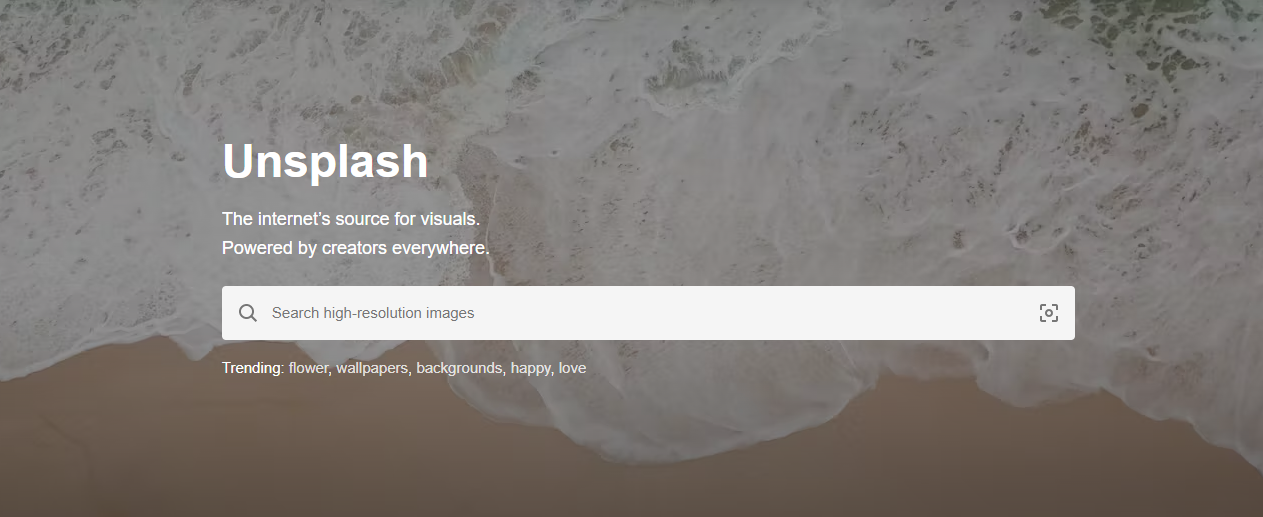 Unsplash
The internet’s source for visuals.
Powered by creators everywhere.
Search high-resolution images
Trending: flower, wallpapers, backgrounds, happy, love